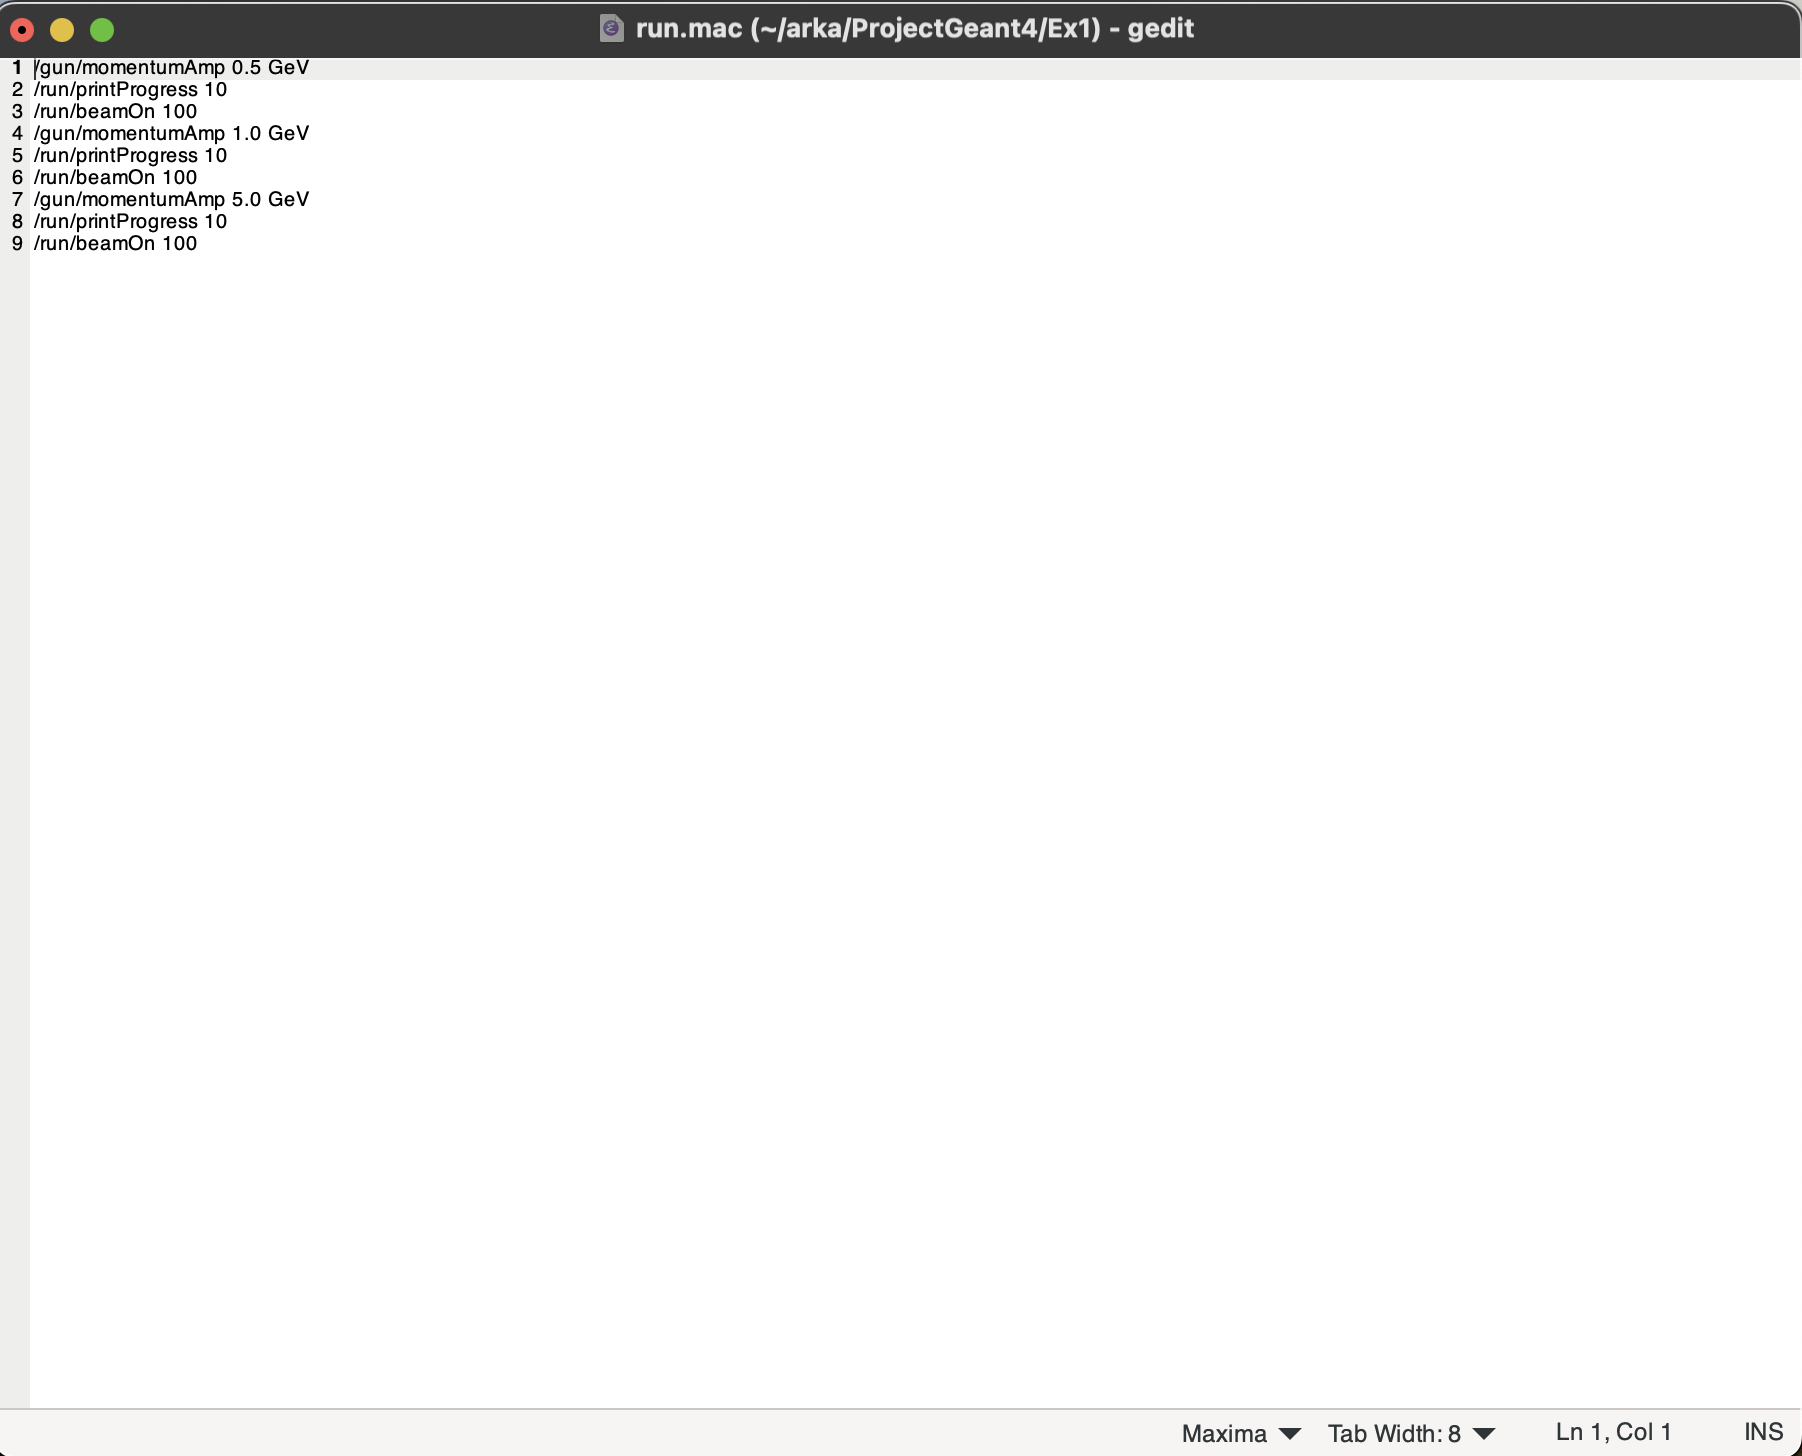 run.mac (~/arka/ProjectGeant4/Ex1) - gedit
1 /gun/momentumAmp 0.5 GeV
2 /run/printProgress 10
3 /run/beamOn 100
4 /gun/momentumAmp 1.0 GeV
5 /run/printProgress 10
6 /run/beamOn 100
7 /gun/momentumAmp 5.0 GeV
8 /run/printProgress 10
9 /run/beamOn 100
Maxima Tab Width: 8 Ln 1, Col 1 INS